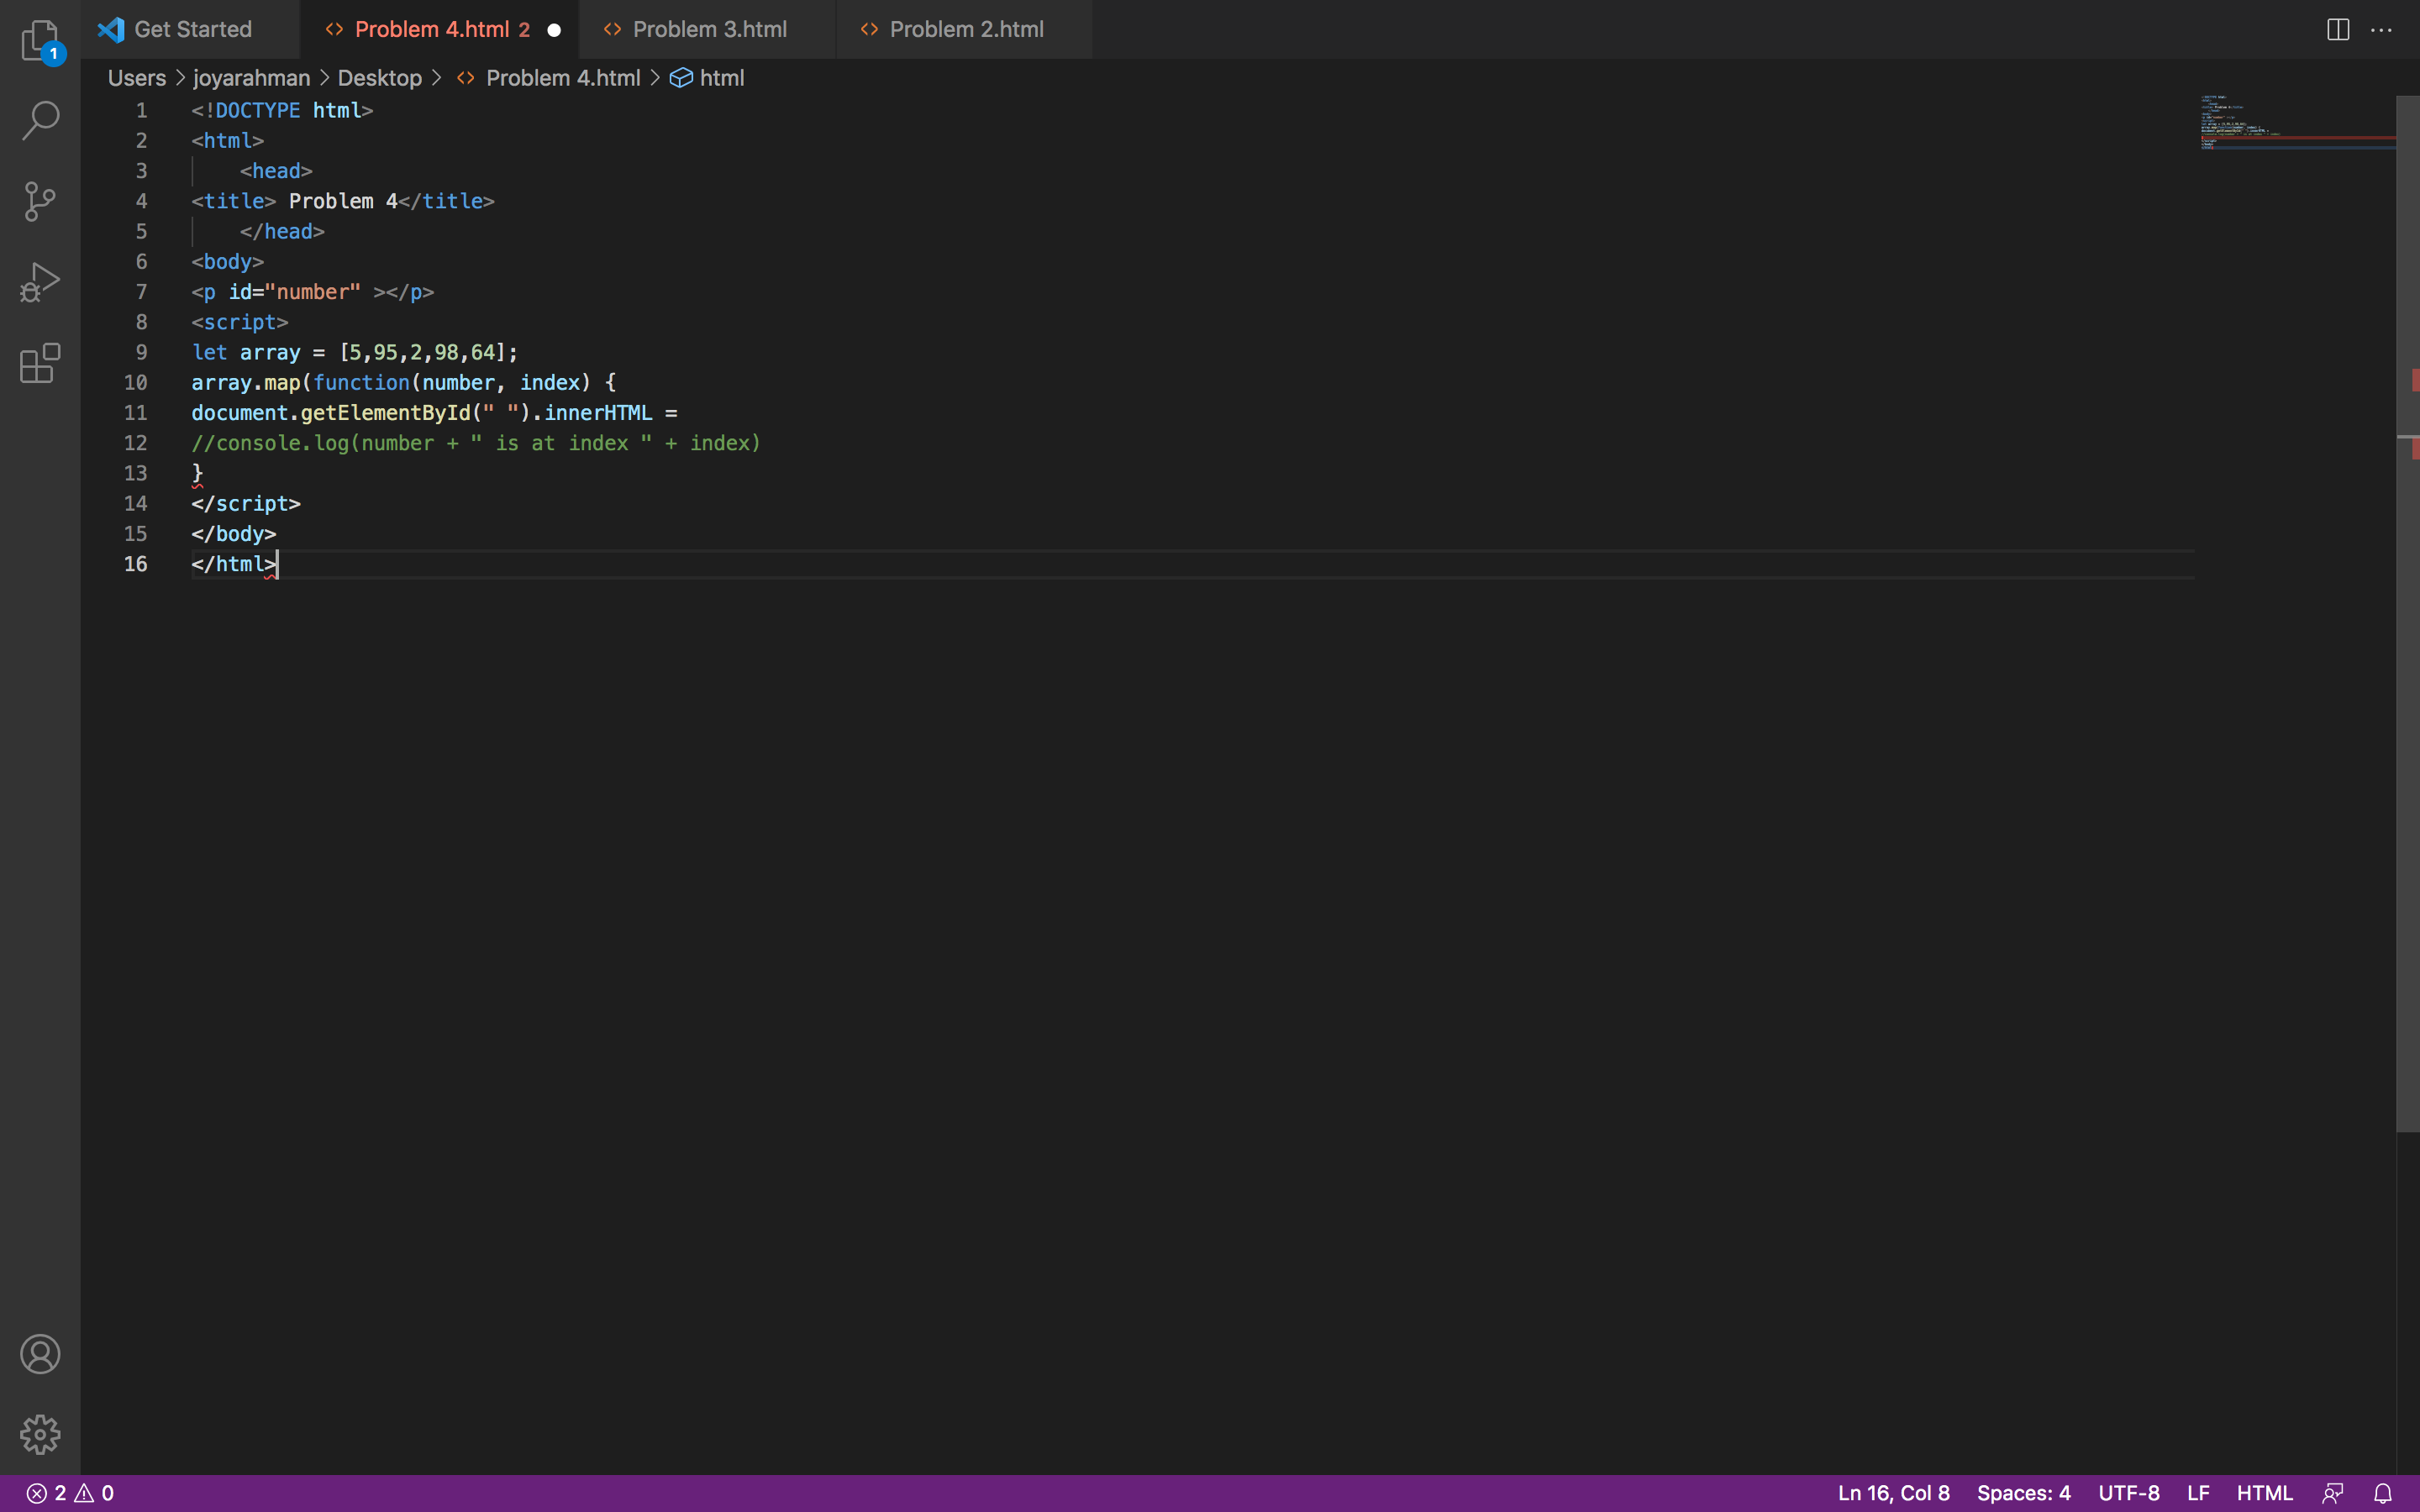 1
Get Started
Problem 4.html 2
Problem 3.html
Problem 2.html
Users > joyarahman > Desktop > Problem 4.html > html
1 <!DOCTYPE html>
2 <html>
3     <head>
4 <title> Problem 4</title>
5     </head>
6 <body>
7 <p id="number" ></p>
8 <script>
9 let array = [5,95,2,98,64];
10 array.map(function(number, index) {
11 document.getElementById(" ").innerHTML =
12 //console.log(number + " is at index " + index)
13 }
14 </script>
15 </body>
16 </html>
2 0
Ln 16, Col 8 Spaces: 4 UTF-8 LF HTML